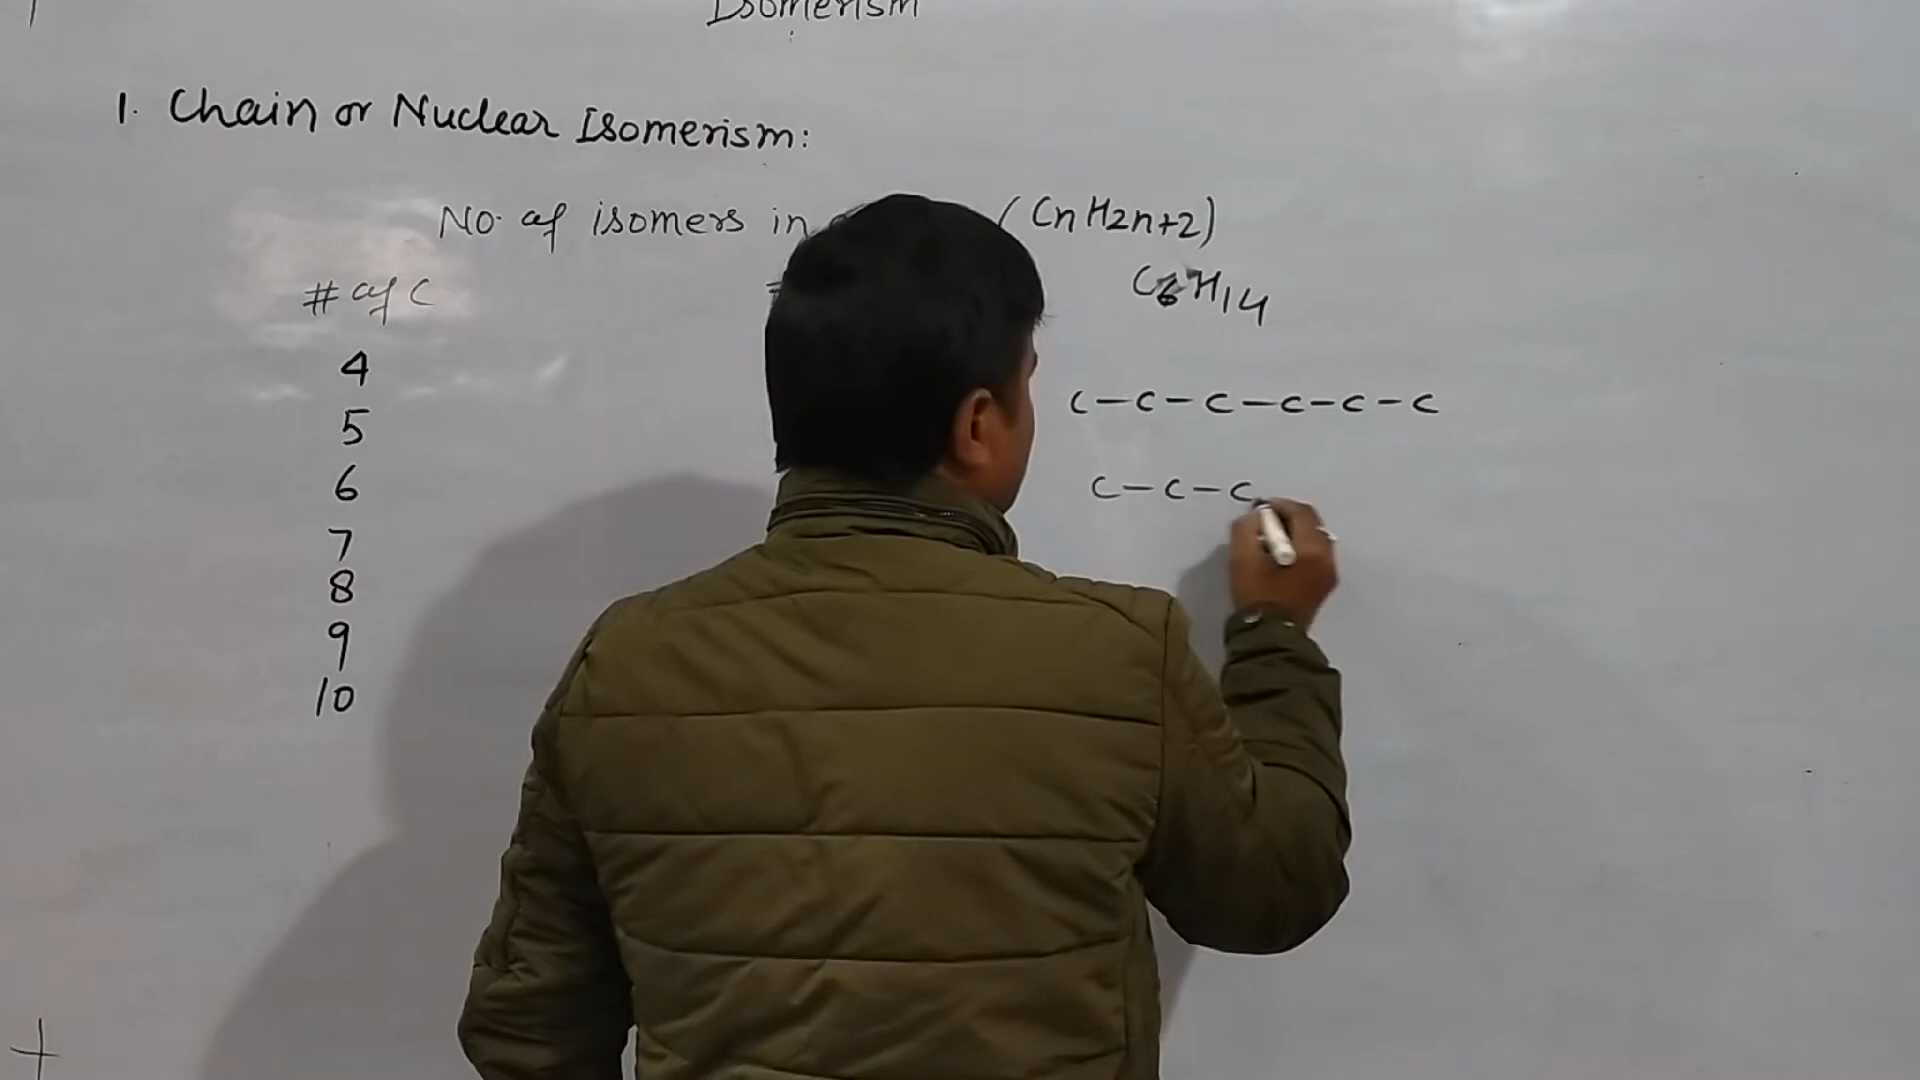 Isomerism
1. Chain or Nuclear Isomerism:
No. of isomers in (CnH2n+2)
# of C
C6H14
4
5
6
7
8
9
10
C-C-C-C-C-C
C-C-C